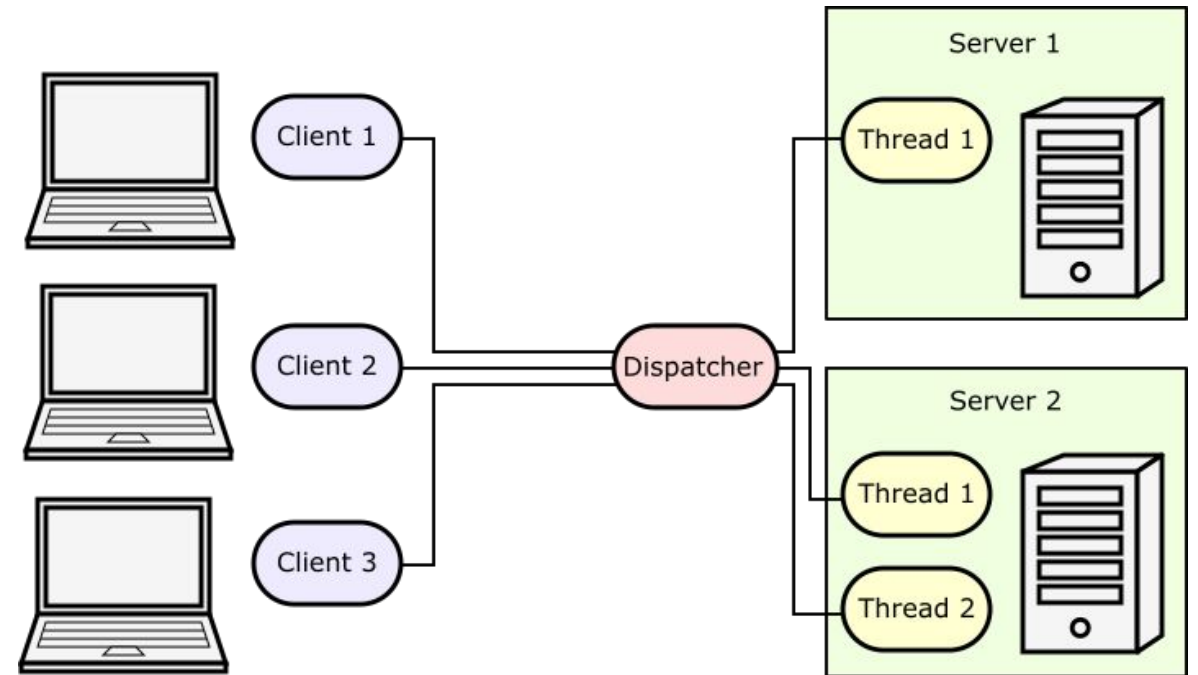 Server 1
Client 1
Thread 1
Client 2
Dispatcher
Server 2
Thread 1
Client 3
Thread 2